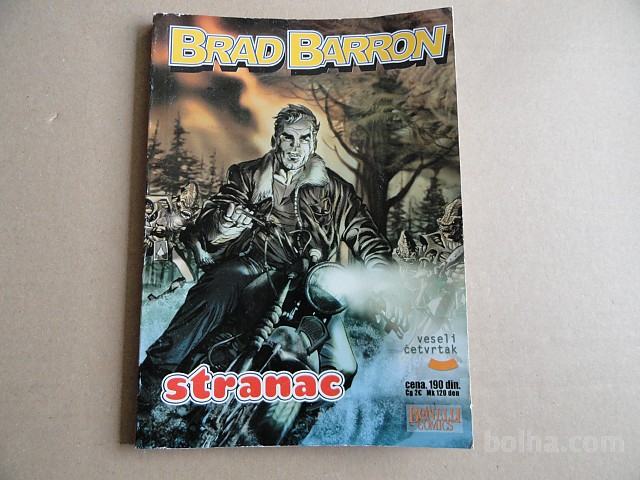 BRAD BARRON
veseli
četvrtak
stranac
cena. 190 din.
Cg 2€ Mk 120 den
BONELLI
COMICS
bolha.com